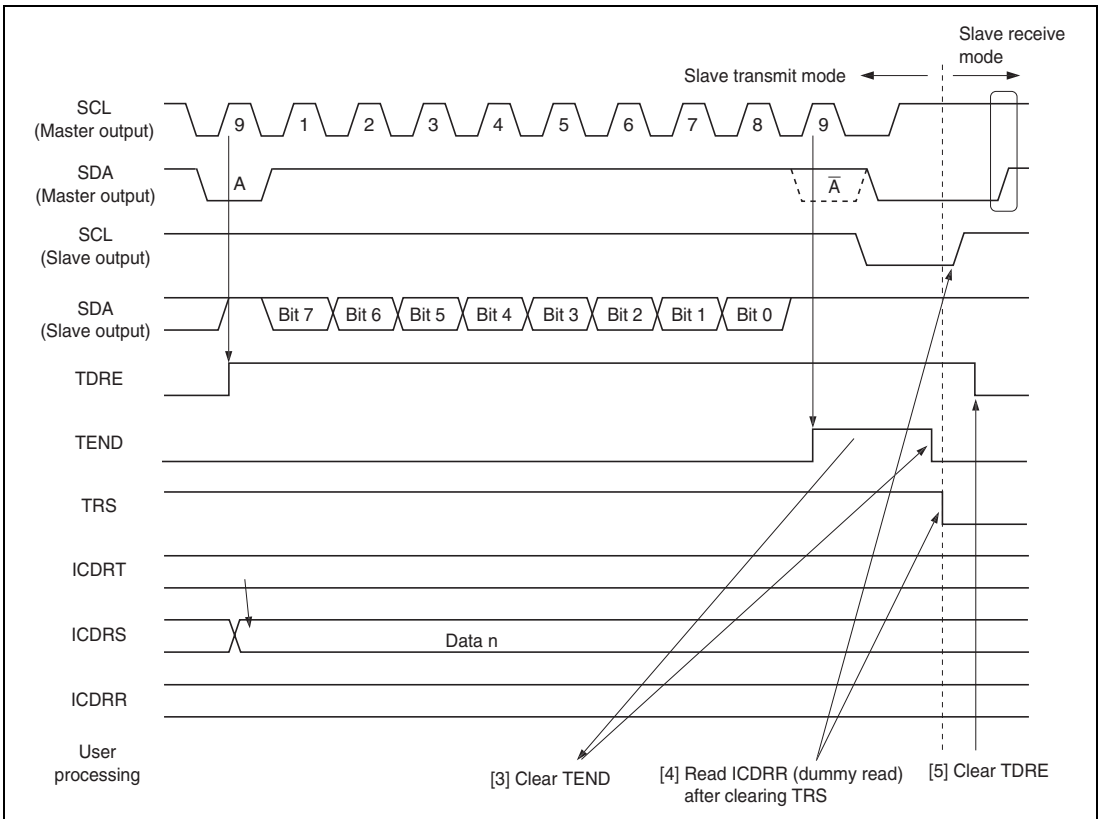 Slave receive
mode
Slave transmit mode
SCL
(Master output)
9 1 2 3 4 5 6 7 8 9
SDA
(Master output)
A A̅
SCL
(Slave output)
SDA
(Slave output)
Bit 7 Bit 6 Bit 5 Bit 4 Bit 3 Bit 2 Bit 1 Bit 0
TDRE
TEND
TRS
ICDRT
ICDRS
Data n
ICDRR
User
processing
[3] Clear TEND
[4] Read ICDRR (dummy read)
after clearing TRS
[5] Clear TDRE